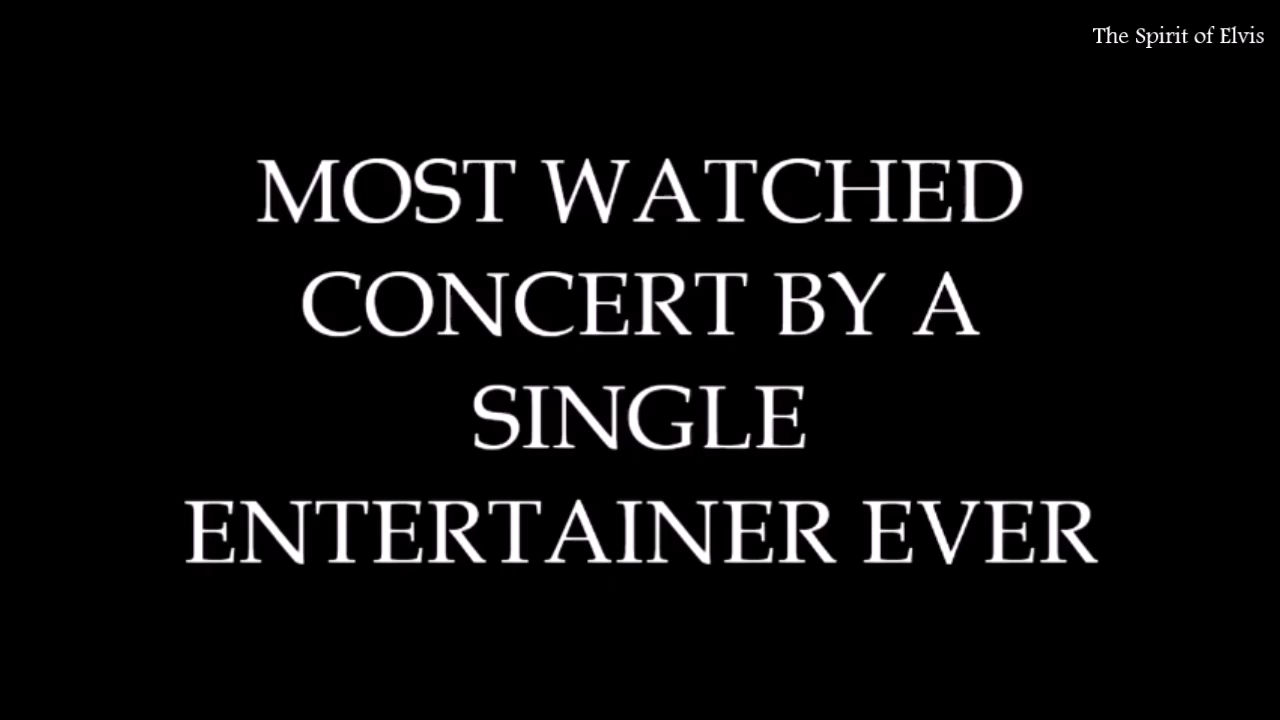 The Spirit of Elvis
MOST WATCHED
CONCERT BY A
SINGLE
ENTERTAINER EVER